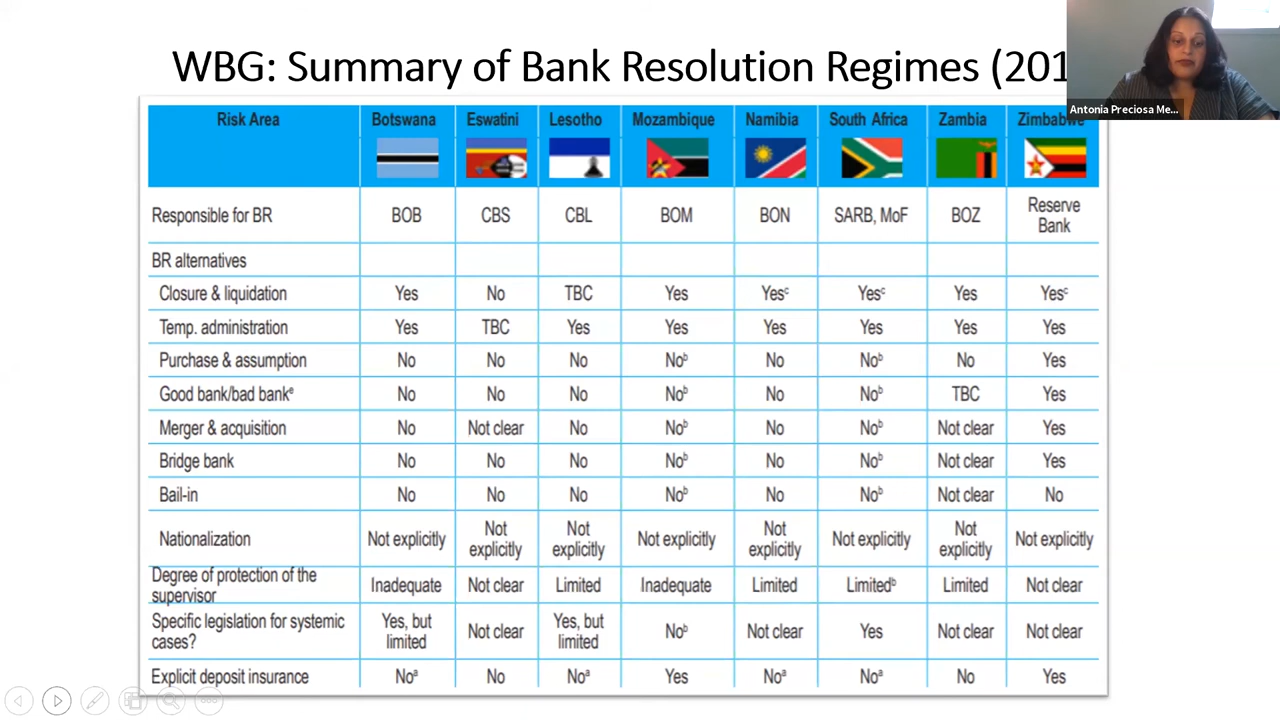 WBG: Summary of Bank Resolution Regimes (201
Antonia Preciosa Me...
Risk Area Botswana Eswatini Lesotho Mozambique Namibia South Africa Zambia Zimbabwe
Responsible for BR BOB CBS CBL BOM BON SARB, MoF BOZ Reserve Bank
BR alternatives
Closure & liquidation Yes No TBC Yes Yesᶜ Yesᶜ Yes Yesᶜ
Temp. administration Yes TBC Yes Yes Yes Yes Yes Yes
Purchase & assumption No No No Noᵇ No Noᵇ No Yes
Good bank/bad bankᵉ No No No Noᵇ No Noᵇ TBC Yes
Merger & acquisition No Not clear No Noᵇ No Noᵇ Not clear Yes
Bridge bank No No No Noᵇ No Noᵇ Not clear Yes
Bail-in No No No Noᵇ No Noᵇ Not clear No
Nationalization Not explicitly Not explicitly Not explicitly Not explicitly Not explicitly Not explicitly Not explicitly Not explicitly
Degree of protection of the supervisor Inadequate Not clear Limited Inadequate Limited Limitedᵇ Limited Not clear
Specific legislation for systemic cases? Yes, but limited Not clear Yes, but limited Noᵇ Not clear Yes Not clear Not clear
Explicit deposit insurance Noᵃ No Noᵃ Yes Noᵃ Noᵃ No Yes